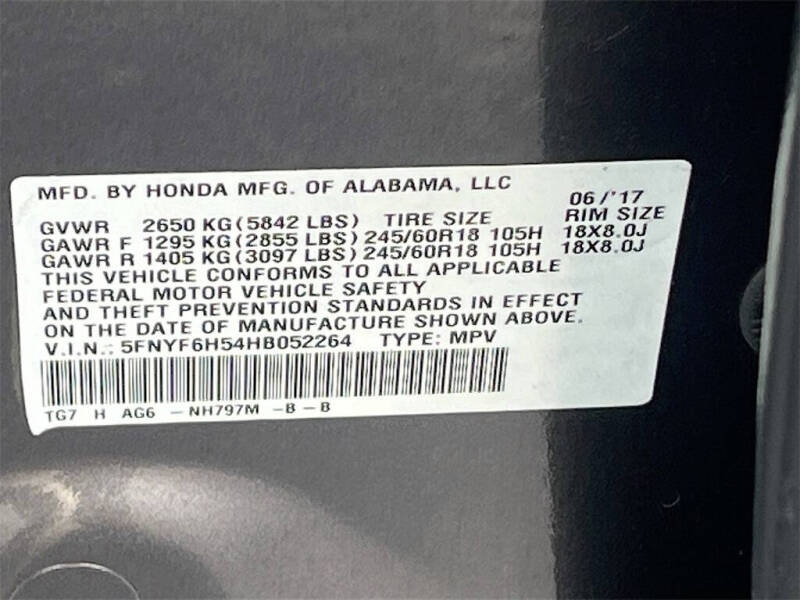 MFD. BY HONDA MFG. OF ALABAMA, LLC 06/'17
GVWR 2650 KG(5842 LBS) TIRE SIZE RIM SIZE
GAWR F 1295 KG(2855 LBS)245/60R18 105H 18X8.0J
GAWR R 1405 KG(3097 LBS)245/60R18 105H 18X8.0J
THIS VEHICLE CONFORMS TO ALL APPLICABLE
FEDERAL MOTOR VEHICLE SAFETY
AND THEFT PREVENTION STANDARDS IN EFFECT
ON THE DATE OF MANUFACTURE SHOWN ABOVE.
V.I.N.: 5FNYF6H54HB052264 TYPE: MPV
TG7 H AG6 -NH797M -B-B